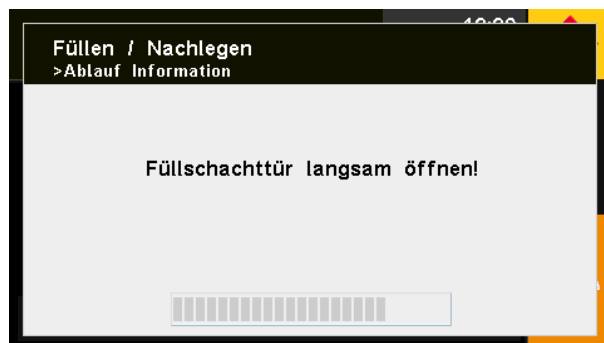 Füllen / Nachlegen
>Ablauf Information
Füllschachttür langsam öffnen!